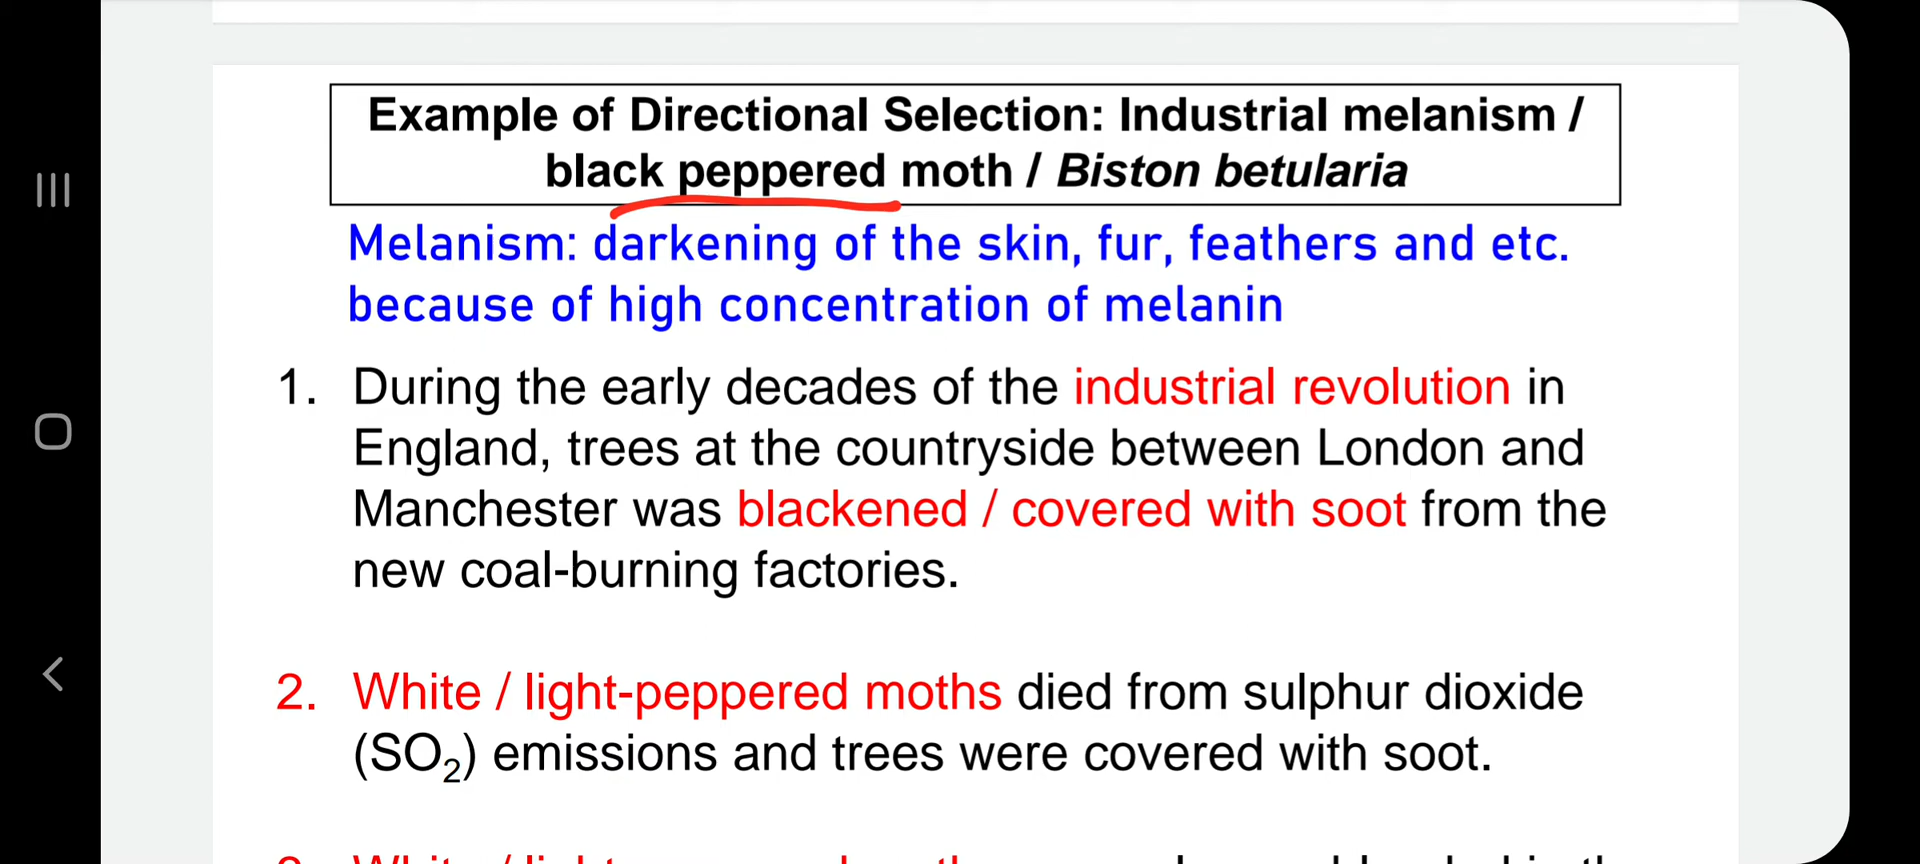 Example of Directional Selection: Industrial melanism /
black peppered moth / Biston betularia
Melanism: darkening of the skin, fur, feathers and etc.
because of high concentration of melanin
1. During the early decades of the industrial revolution in
England, trees at the countryside between London and
Manchester was blackened / covered with soot from the
new coal-burning factories.
2. White / light-peppered moths died from sulphur dioxide
(SO₂) emissions and trees were covered with soot.